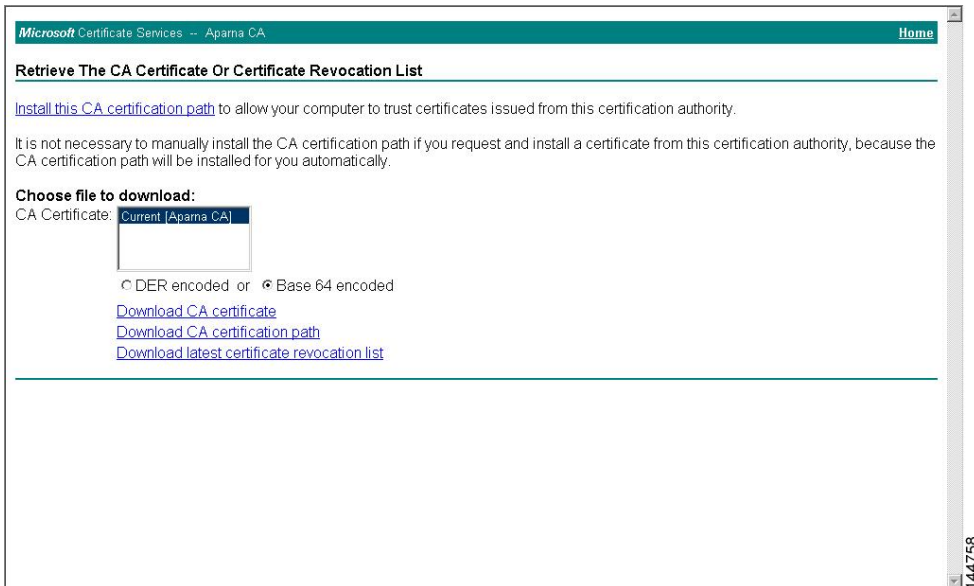 Microsoft Certificate Services -- Aparna CA Home
Retrieve The CA Certificate Or Certificate Revocation List
Install this CA certification path to allow your computer to trust certificates issued from this certification authority.
It is not necessary to manually install the CA certification path if you request and install a certificate from this certification authority, because the
CA certification path will be installed for you automatically.
Choose file to download:
CA Certificate: Current [Aparna CA]
DER encoded or Base 64 encoded
Download CA certificate
Download CA certification path
Download latest certificate revocation list